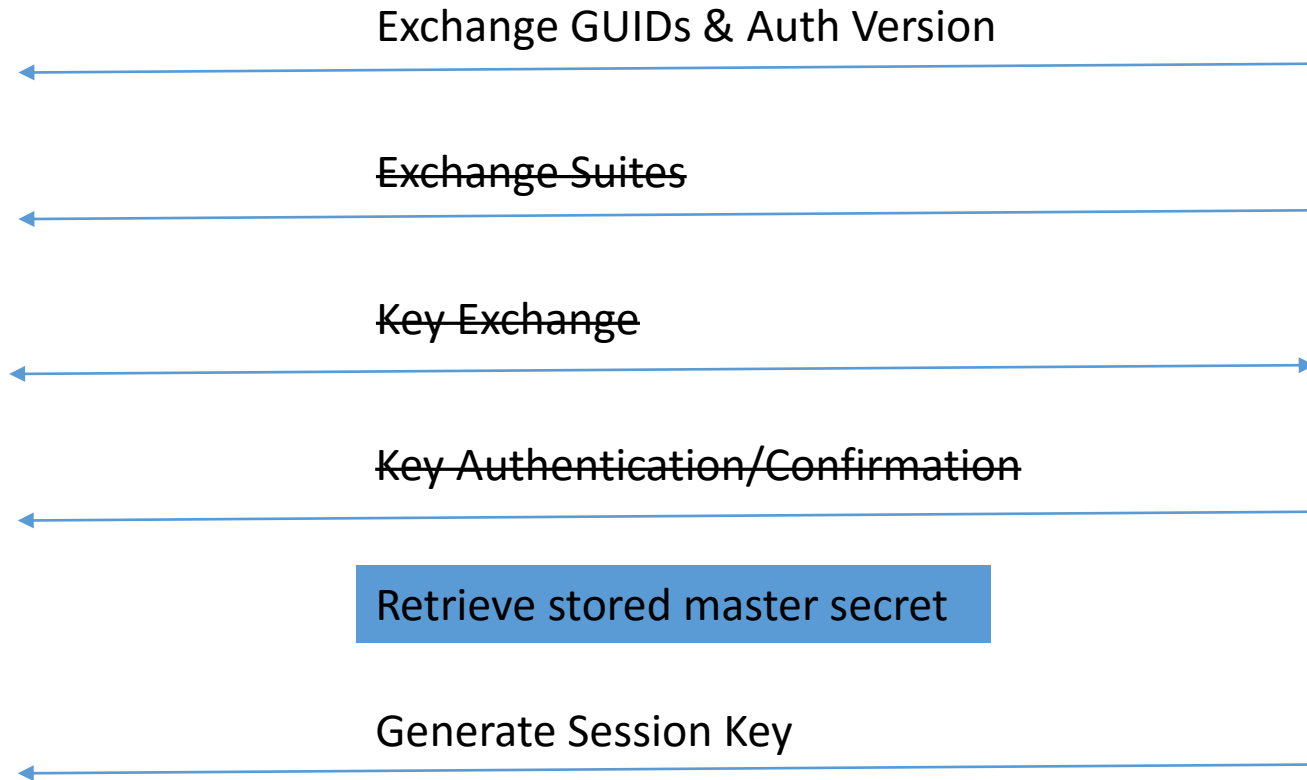 Exchange GUIDs & Auth Version
Exchange Suites
Key Exchange
Key Authentication/Confirmation
Retrieve stored master secret
Generate Session Key